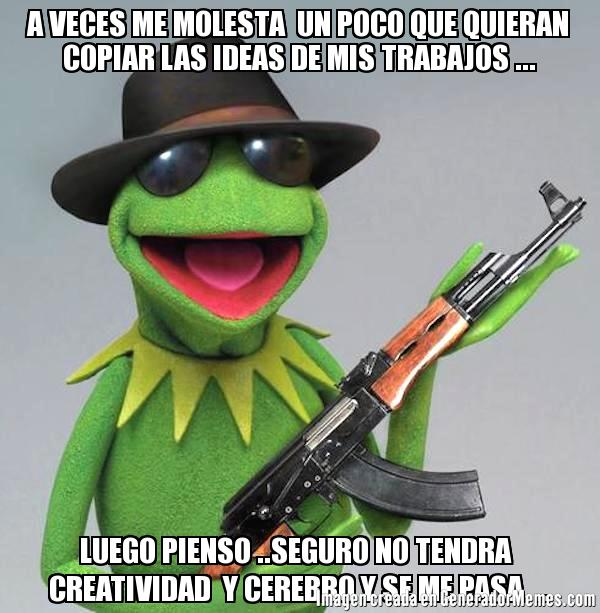 A VECES ME MOLESTA UN POCO QUE QUIERAN
COPIAR LAS IDEAS DE MIS TRABAJOS ...
LUEGO PIENSO ..SEGURO NO TENDRA
CREATIVIDAD Y CEREBRO Y SE ME PASA
Imagen creada en GeneradorMemes.com